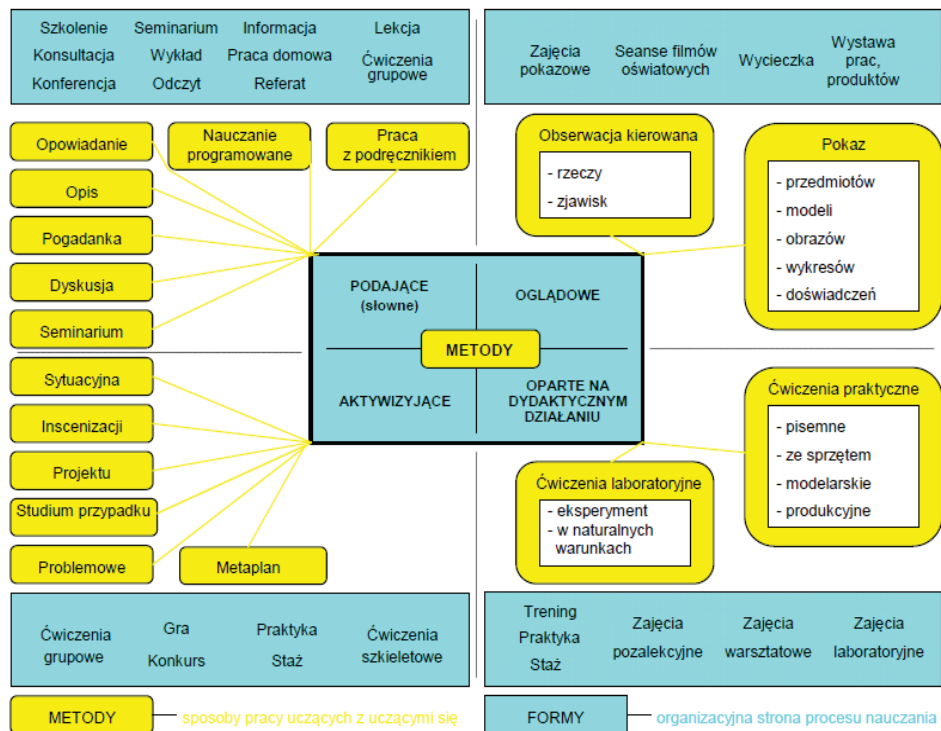 Szkolenie
Seminarium
Informacja
Lekcja
Konsultacja
Wykład
Praca domowa
Ćwiczenia
grupowe
Konferencja
Odczyt
Referat
Zajęcia
pokazowe
Seanse filmów
oświatowych
Wycieczka
Wystawa
prac,
produktów
Opowiadanie
Nauczanie
programowane
Praca
z podręcznikiem
Opis
Pogadanka
Dyskusja
Seminarium
Obserwacja kierowana
- rzeczy
- zjawisk
Pokaz
- przedmiotów
- modeli
- obrazów
- wykresów
- doświadczeń
PODAJĄCE
(słowne)
OGLĄDOWE
METODY
AKTYWIZYJĄCE
OPARTE NA
DYDAKTYCZNYM
DZIAŁANIU
Sytuacyjna
Inscenizacji
Projektu
Studium przypadku
Problemowe
Metaplan
Ćwiczenia laboratoryjne
- eksperyment
- w naturalnych
warunkach
Ćwiczenia praktyczne
- pisemne
- ze sprzętem
- modelarskie
- produkcyjne
Ćwiczenia
grupowe
Gra
Konkurs
Praktyka
Staż
Ćwiczenia
szkieletowe
Trening
Praktyka
Staż
Zajęcia
pozalekcyjne
Zajęcia
warsztatowe
Zajęcia
laboratoryjne
METODY
sposoby pracy uczących z uczącymi się
FORMY
organizacyjna strona procesu nauczania